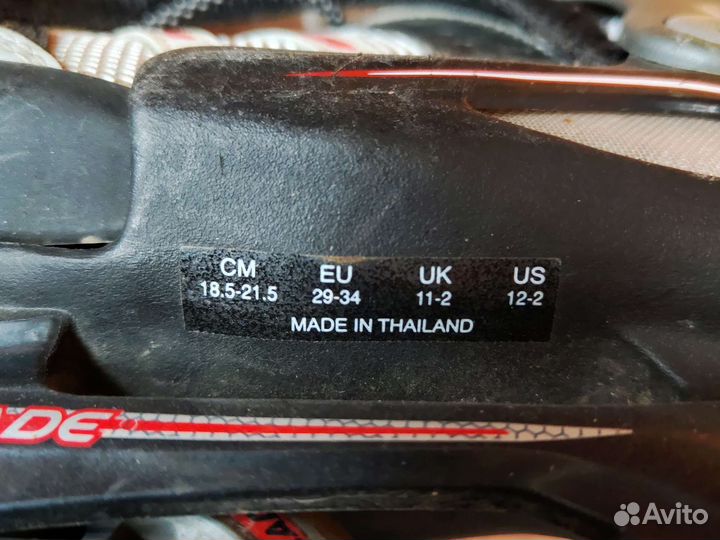 CM EU UK US
18.5-21.5 29-34 11-2 12-2
MADE IN THAILAND
ADE
Avito